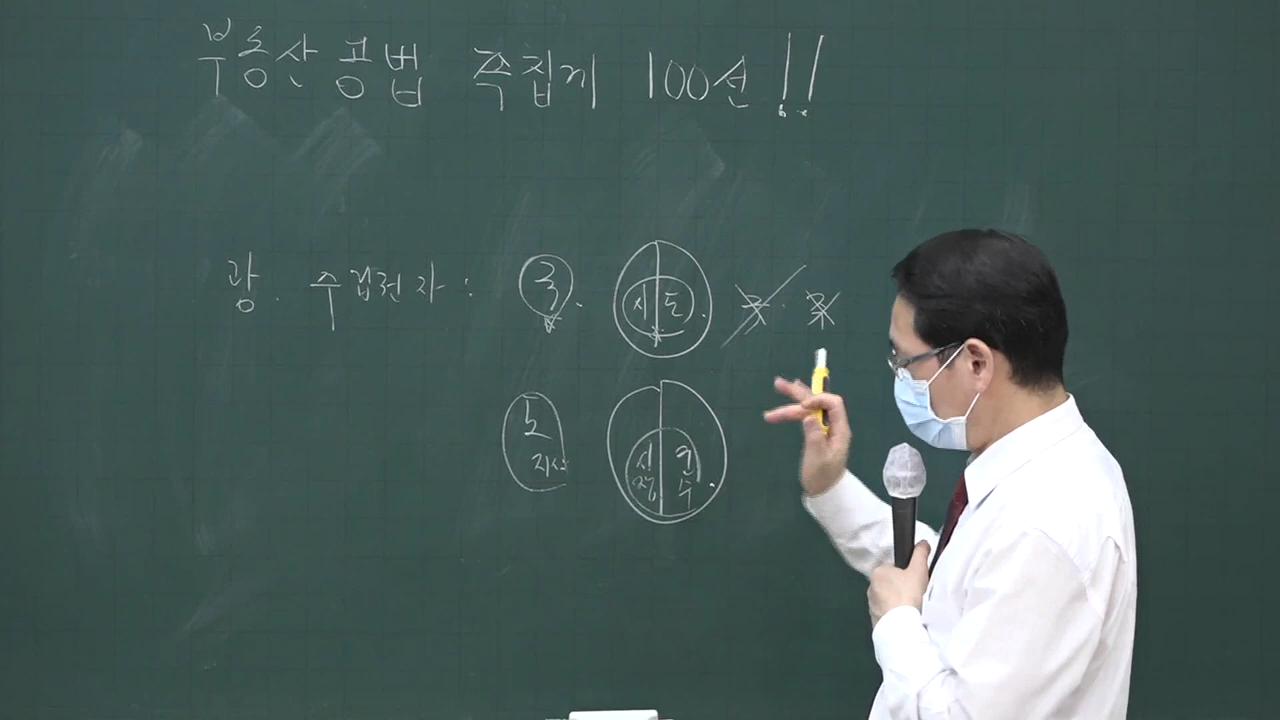 부동산 공법 족집게 100선!!
광. 수립권자 : 국. 시 도.
도 지사 시 장 군 수.